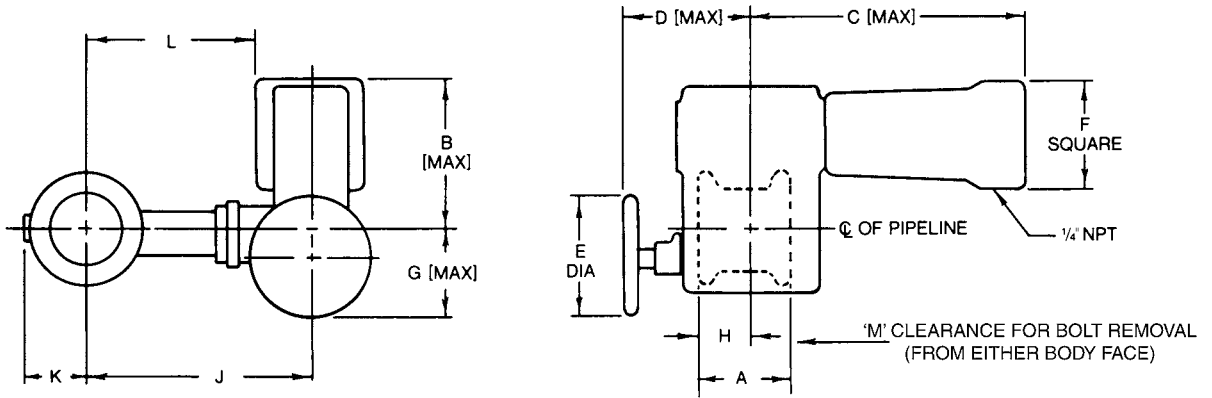 L
B
[MAX]
G [MAX]
K
J
D [MAX]
C [MAX]
F
SQUARE
E
DIA
℄ OF PIPELINE
1/4" NPT
H
A
'M' CLEARANCE FOR BOLT REMOVAL
(FROM EITHER BODY FACE)